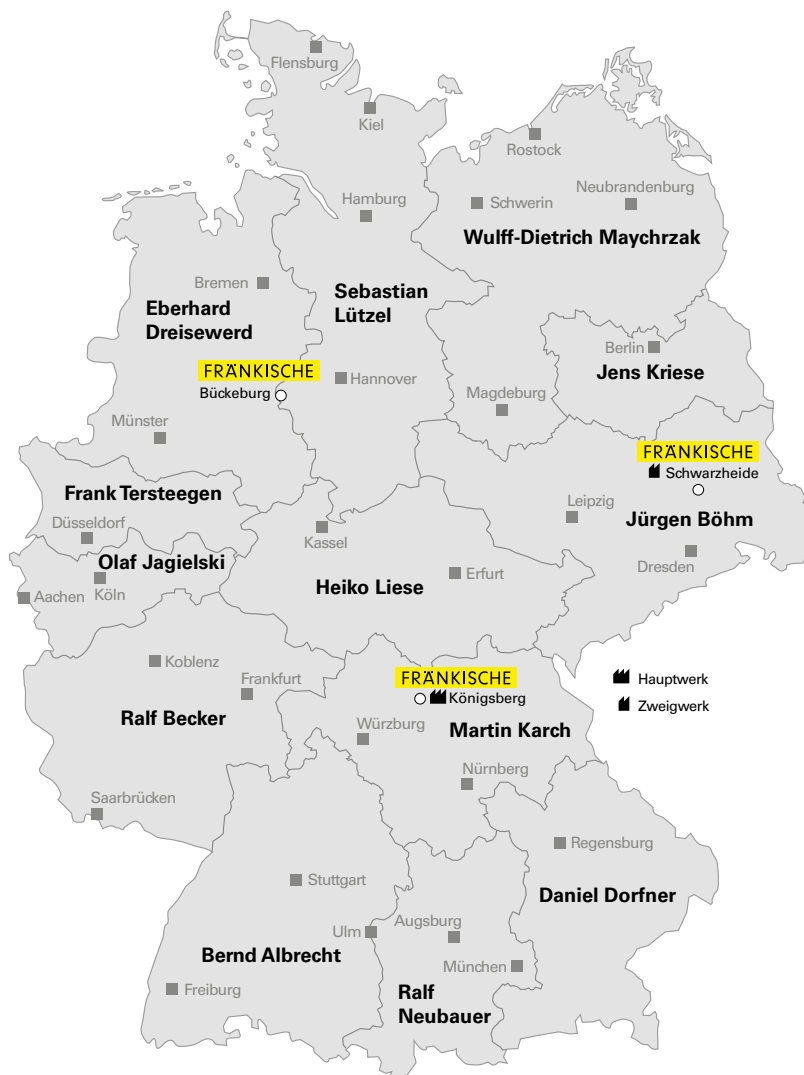 Flensburg
Kiel
Rostock
Hamburg
Schwerin
Neubrandenburg
Wulff-Dietrich Maychrzak
Bremen
Eberhard
Dreisewerd
Sebastian
Lützel
Berlin
Jens Kriese
FRÄNKISCHE
Bückeburg
Hannover
Magdeburg
Münster
FRÄNKISCHE
Schwarzheide
Frank Tersteegen
Düsseldorf
Leipzig
Jürgen Böhm
Kassel
Dresden
Olaf Jagielski
Köln
Aachen
Heiko Liese
Erfurt
Koblenz
Frankfurt
Ralf Becker
FRÄNKISCHE
Königsberg
Hauptwerk
Zweigwerk
Würzburg
Martin Karch
Nürnberg
Saarbrücken
Regensburg
Stuttgart
Daniel Dorfner
Ulm
Augsburg
Bernd Albrecht
München
Freiburg
Ralf
Neubauer